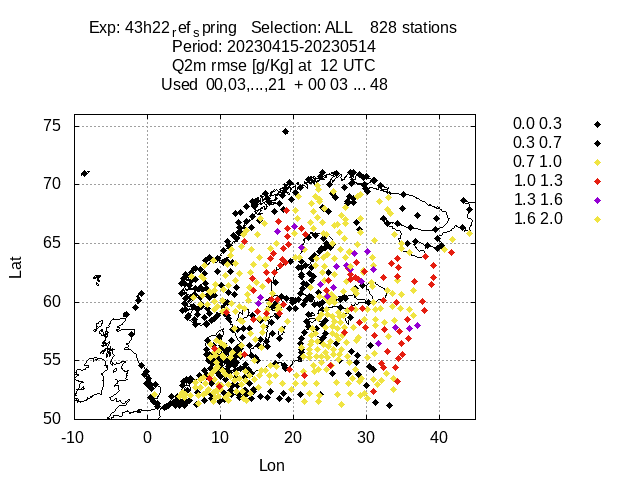 Exp: 43h22ref_spring Selection: ALL 828 stations
Period: 20230415-20230514
Q2m rmse [g/Kg] at 12 UTC
Used 00,03,...,21 + 00 03 ... 48
0.0 0.3
0.3 0.7
0.7 1.0
1.0 1.3
1.3 1.6
1.6 2.0
75
70
65
60
55
50
Lat
-10 0 10 20 30 40
Lon